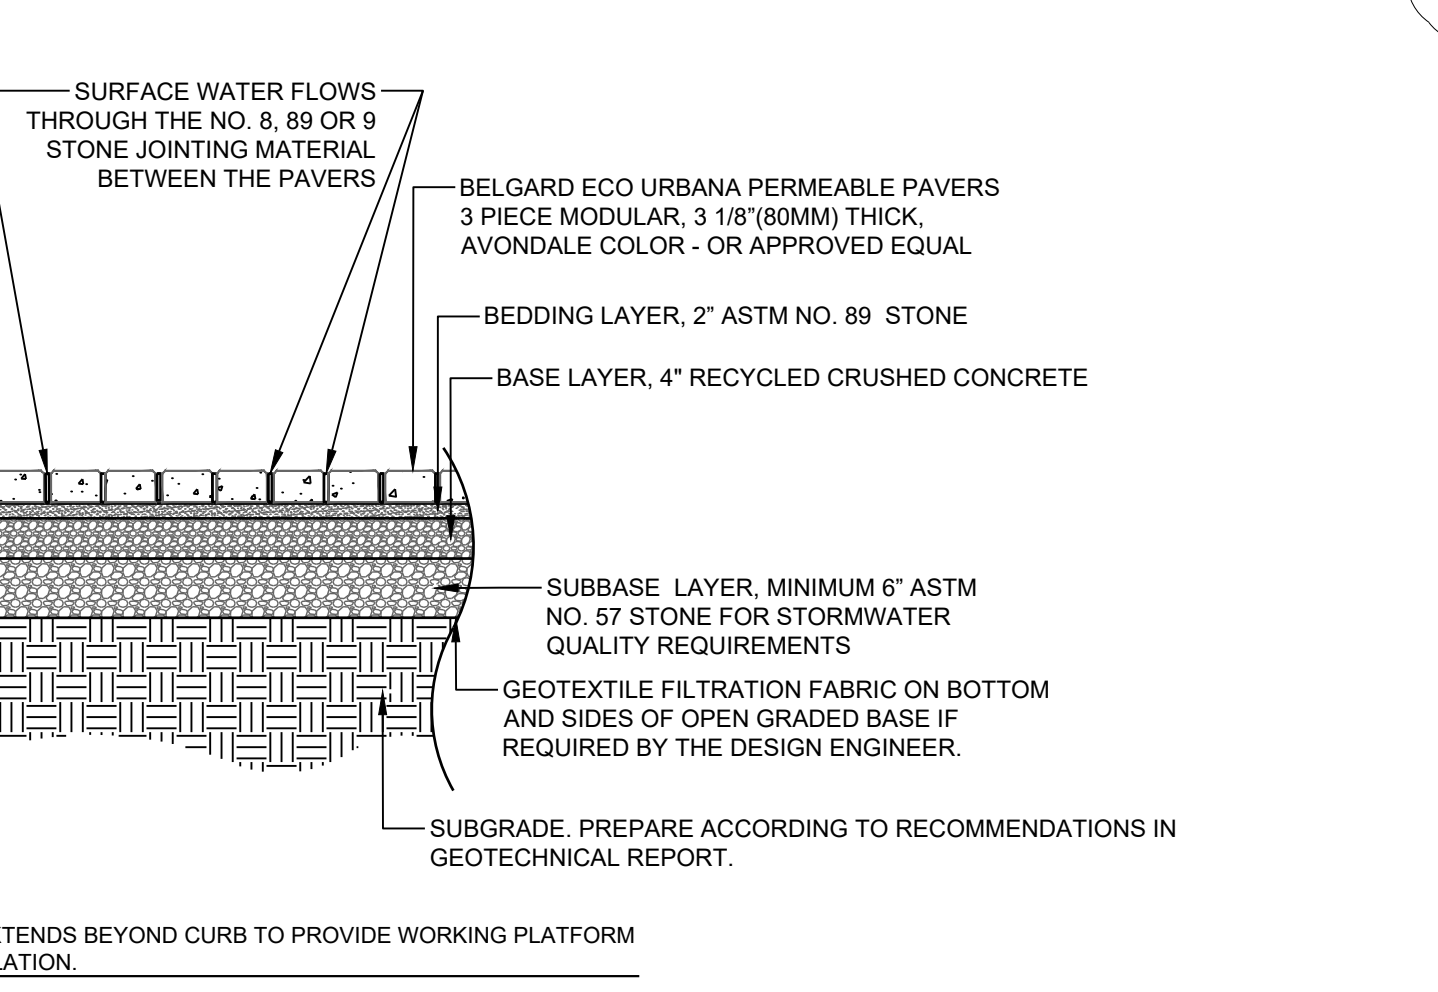 SURFACE WATER FLOWS
THROUGH THE NO. 8, 89 OR 9
STONE JOINTING MATERIAL
BETWEEN THE PAVERS
BELGARD ECO URBANA PERMEABLE PAVERS
3 PIECE MODULAR, 3 1/8”(80MM) THICK,
AVONDALE COLOR - OR APPROVED EQUAL
BEDDING LAYER, 2” ASTM NO. 89 STONE
BASE LAYER, 4" RECYCLED CRUSHED CONCRETE
SUBBASE LAYER, MINIMUM 6” ASTM
NO. 57 STONE FOR STORMWATER
QUALITY REQUIREMENTS
GEOTEXTILE FILTRATION FABRIC ON BOTTOM
AND SIDES OF OPEN GRADED BASE IF
REQUIRED BY THE DESIGN ENGINEER.
SUBGRADE. PREPARE ACCORDING TO RECOMMENDATIONS IN
GEOTECHNICAL REPORT.
TENDS BEYOND CURB TO PROVIDE WORKING PLATFORM
LATION.